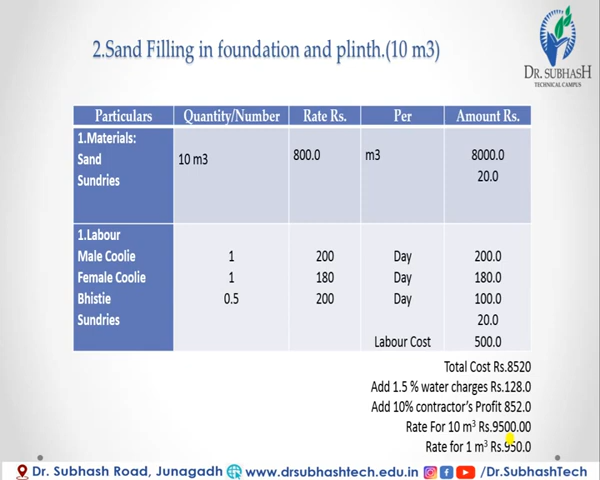 2.Sand Filling in foundation and plinth.(10 m3)
DR. SUBHASH
TECHNICAL CAMPUS
Particulars Quantity/Number Rate Rs. Per Amount Rs.
1.Materials:
Sand 10 m3 800.0 m3 8000.0
Sundries 20.0
1.Labour
Male Coolie 1 200 Day 200.0
Female Coolie 1 180 Day 180.0
Bhistie 0.5 200 Day 100.0
Sundries 20.0
Labour Cost 500.0
Total Cost Rs.8520
Add 1.5 % water charges Rs.128.0
Add 10% contractor's Profit 852.0
Rate For 10 m³ Rs.9500.00
Rate for 1 m³ Rs.950.0
Dr. Subhash Road, Junagadh www.drsubhashtech.edu.in /Dr.SubhashTech